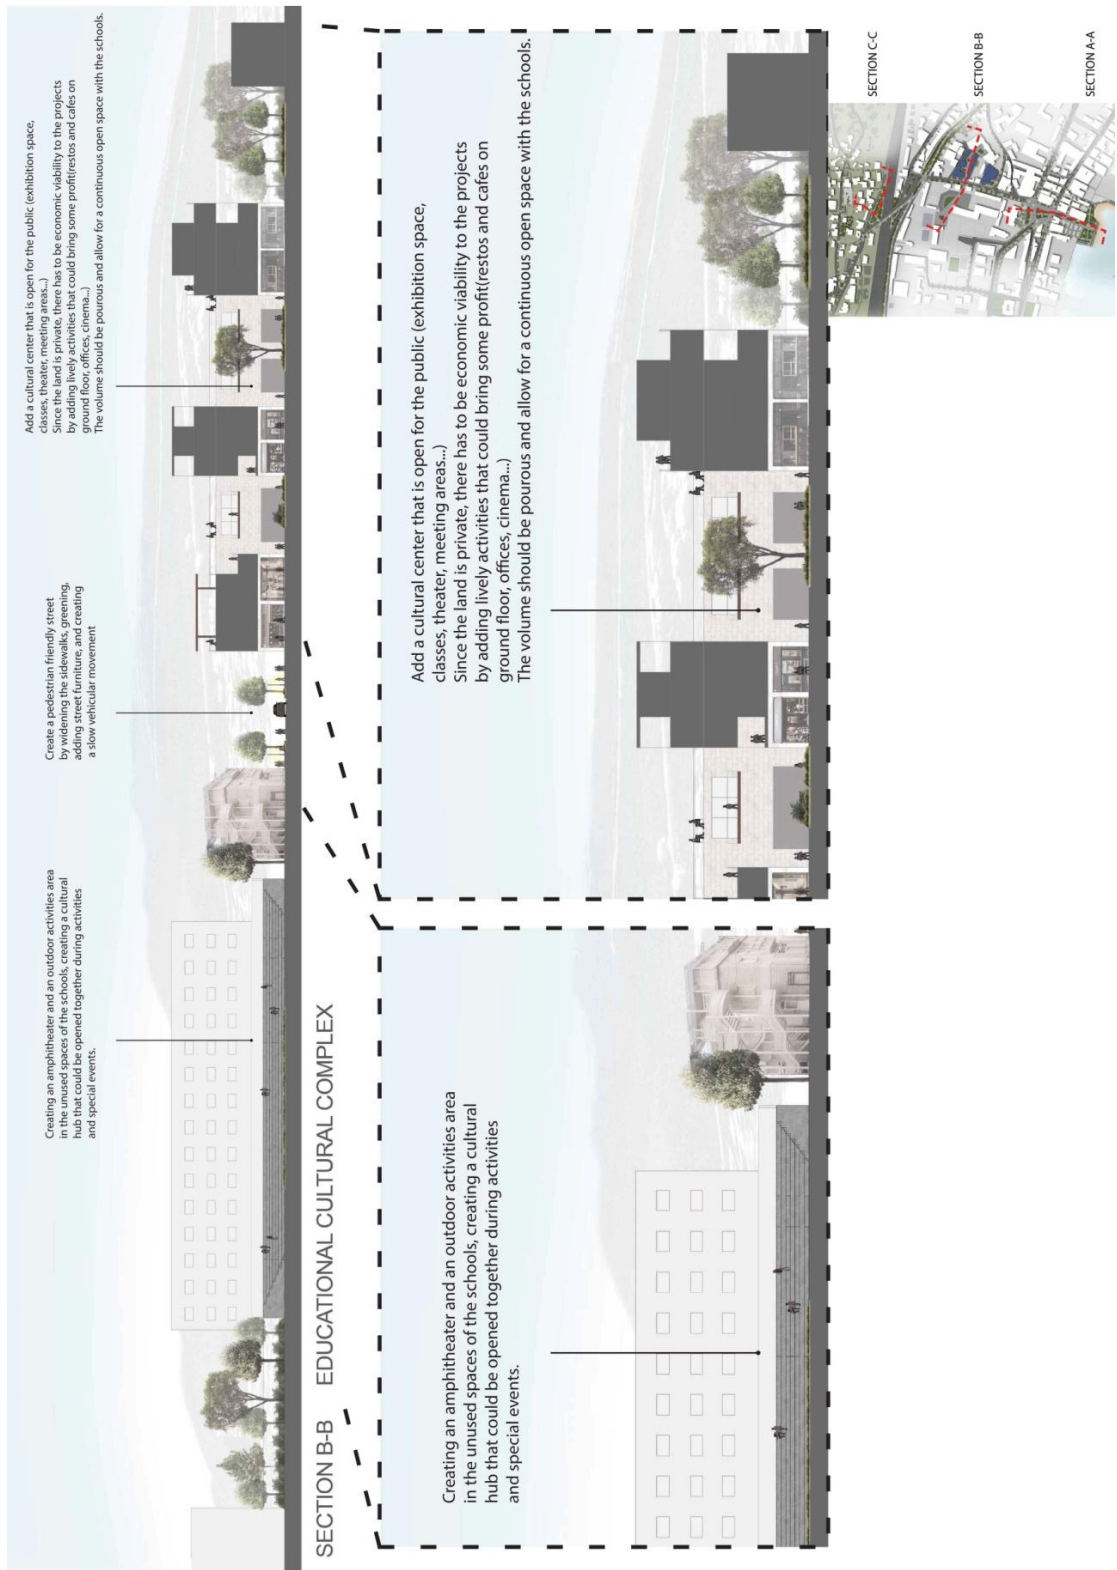 Creating an amphitheater and an outdoor activities area
in the unused spaces of the schools, creating a cultural
hub that could be opened together during activities
and special events.
Create a pedestrian friendly street
by widening the sidewalks, greening,
adding street furniture, and creating
a slow vehicular movement
Add a cultural center that is open for the public (exhibition space,
classes, theater, meeting areas...)
Since the land is private, there has to be economic viability to the projects
by adding lively activities that could bring some profit(restos and cafes on
ground floor, offices, cinema...)
The volume should be pourous and allow for a continuous open space with the schools.
SECTION B-B EDUCATIONAL CULTURAL COMPLEX
Creating an amphitheater and an outdoor activities area
in the unused spaces of the schools, creating a cultural
hub that could be opened together during activities
and special events.
Add a cultural center that is open for the public (exhibition space,
classes, theater, meeting areas...)
Since the land is private, there has to be economic viability to the projects
by adding lively activities that could bring some profit(restos and cafes on
ground floor, offices, cinema...)
The volume should be pourous and allow for a continuous open space with the schools.
SECTION C-C
SECTION B-B
SECTION A-A